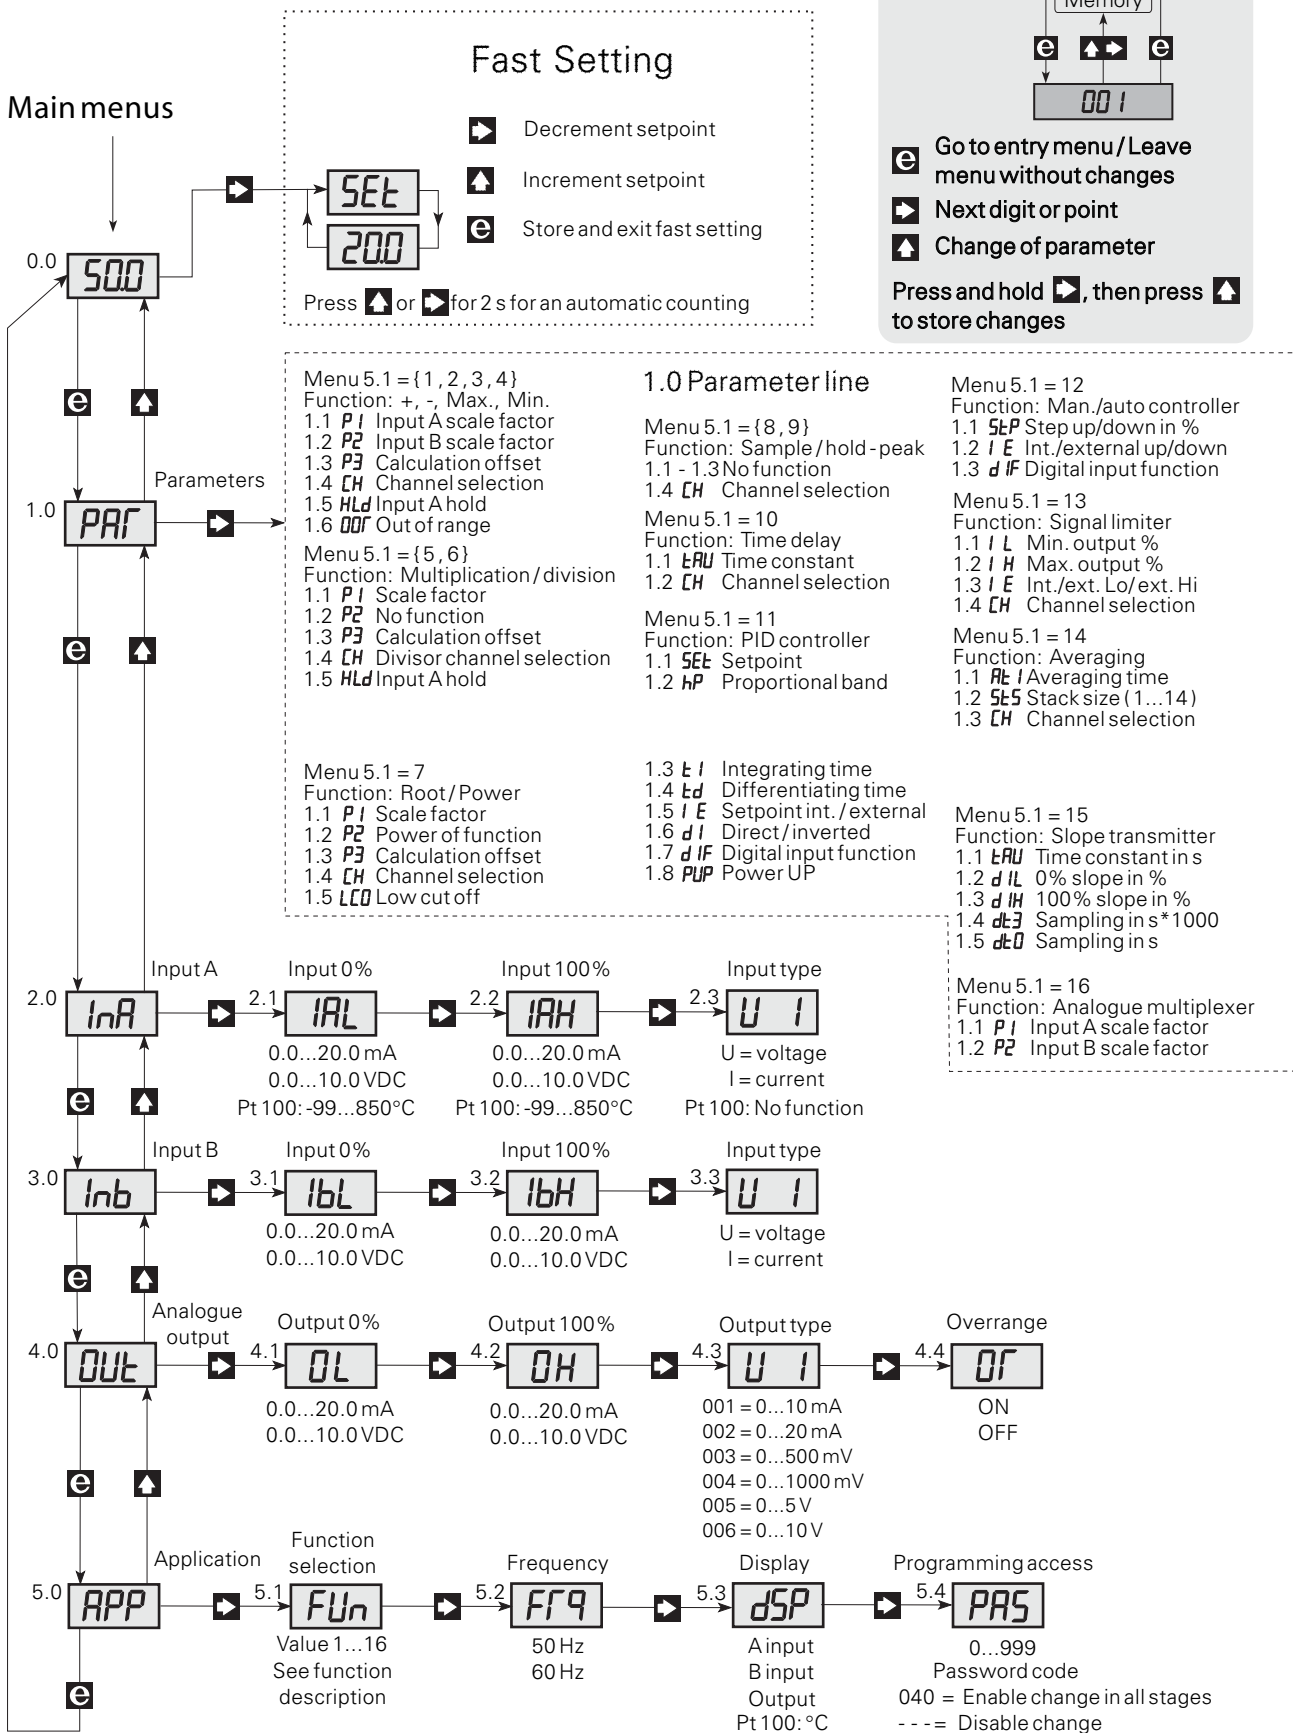 Memory
e e
001
e Go to entry menu / Leave
menu without changes
Next digit or point
Change of parameter
Press and hold , then press
to store changes
Fast Setting
Decrement setpoint
Increment setpoint
e Store and exit fast setting
SEt
20.0
Press or for 2 s for an automatic counting
Main menus
0.0 50.0
e
1.0 PAr
Parameters
1.0 Parameter line
Menu 5.1 = {1, 2, 3, 4}
Function: +, -, Max., Min.
1.1 P1 Input A scale factor
1.2 P2 Input B scale factor
1.3 P3 Calculation offset
1.4 CH Channel selection
1.5 HLd Input A hold
1.6 OOr Out of range
Menu 5.1 = {5, 6}
Function: Multiplication / division
1.1 P1 Scale factor
1.2 P2 No function
1.3 P3 Calculation offset
1.4 CH Divisor channel selection
1.5 HLd Input A hold
Menu 5.1 = 7
Function: Root / Power
1.1 P1 Scale factor
1.2 P2 Power of function
1.3 P3 Calculation offset
1.4 CH Channel selection
1.5 LCO Low cut off
Menu 5.1 = {8, 9}
Function: Sample / hold - peak
1.1 - 1.3 No function
1.4 CH Channel selection
Menu 5.1 = 10
Function: Time delay
1.1 tAU Time constant
1.2 CH Channel selection
Menu 5.1 = 11
Function: PID controller
1.1 SEt Setpoint
1.2 hP Proportional band
1.3 tI Integrating time
1.4 td Differentiating time
1.5 I E Setpoint int. / external
1.6 dI Direct / inverted
1.7 dIF Digital input function
1.8 PUP Power UP
Menu 5.1 = 12
Function: Man./auto controller
1.1 StP Step up/down in %
1.2 I E Int./external up/down
1.3 dIF Digital input function
Menu 5.1 = 13
Function: Signal limiter
1.1 I L Min. output %
1.2 I H Max. output %
1.3 I E Int./ext. Lo/ ext. Hi
1.4 CH Channel selection
Menu 5.1 = 14
Function: Averaging
1.1 AtI Averaging time
1.2 StS Stack size (1...14)
1.3 CH Channel selection
Menu 5.1 = 15
Function: Slope transmitter
1.1 tAU Time constant in s
1.2 dIL 0% slope in %
1.3 dIH 100% slope in %
1.4 dt3 Sampling in s*1000
1.5 dt0 Sampling in s
Menu 5.1 = 16
Function: Analogue multiplexer
1.1 P1 Input A scale factor
1.2 P2 Input B scale factor
e
Input A Input 0% Input 100% Input type
2.0 InA 2.1 IAL 2.2 IAH 2.3 U I
0.0...20.0 mA 0.0...20.0 mA U = voltage
0.0...10.0 VDC 0.0...10.0 VDC I = current
Pt 100: -99...850°C Pt 100: -99...850°C Pt 100: No function
e
Input B Input 0% Input 100% Input type
3.0 Inb 3.1 IbL 3.2 IbH 3.3 U I
0.0...20.0 mA 0.0...20.0 mA U = voltage
0.0...10.0 VDC 0.0...10.0 VDC I = current
e
Analogue
output Output 0% Output 100% Output type Overrange
4.0 OUt 4.1 OL 4.2 OH 4.3 U I 4.4 Or
0.0...20.0 mA 0.0...20.0 mA 001 = 0...10 mA ON
0.0...10.0 VDC 0.0...10.0 VDC 002 = 0...20 mA OFF
003 = 0...500 mV
004 = 0...1000 mV
005 = 0...5 V
006 = 0...10 V
e
Application Function
selection Frequency Display Programming access
5.0 APP 5.1 FUn 5.2 Frq 5.3 dSP 5.4 PAS
Value 1...16 50 Hz A input 0...999
See function 60 Hz B input Password code
description Output 040 = Enable change in all stages
Pt 100: °C - - - = Disable change
e